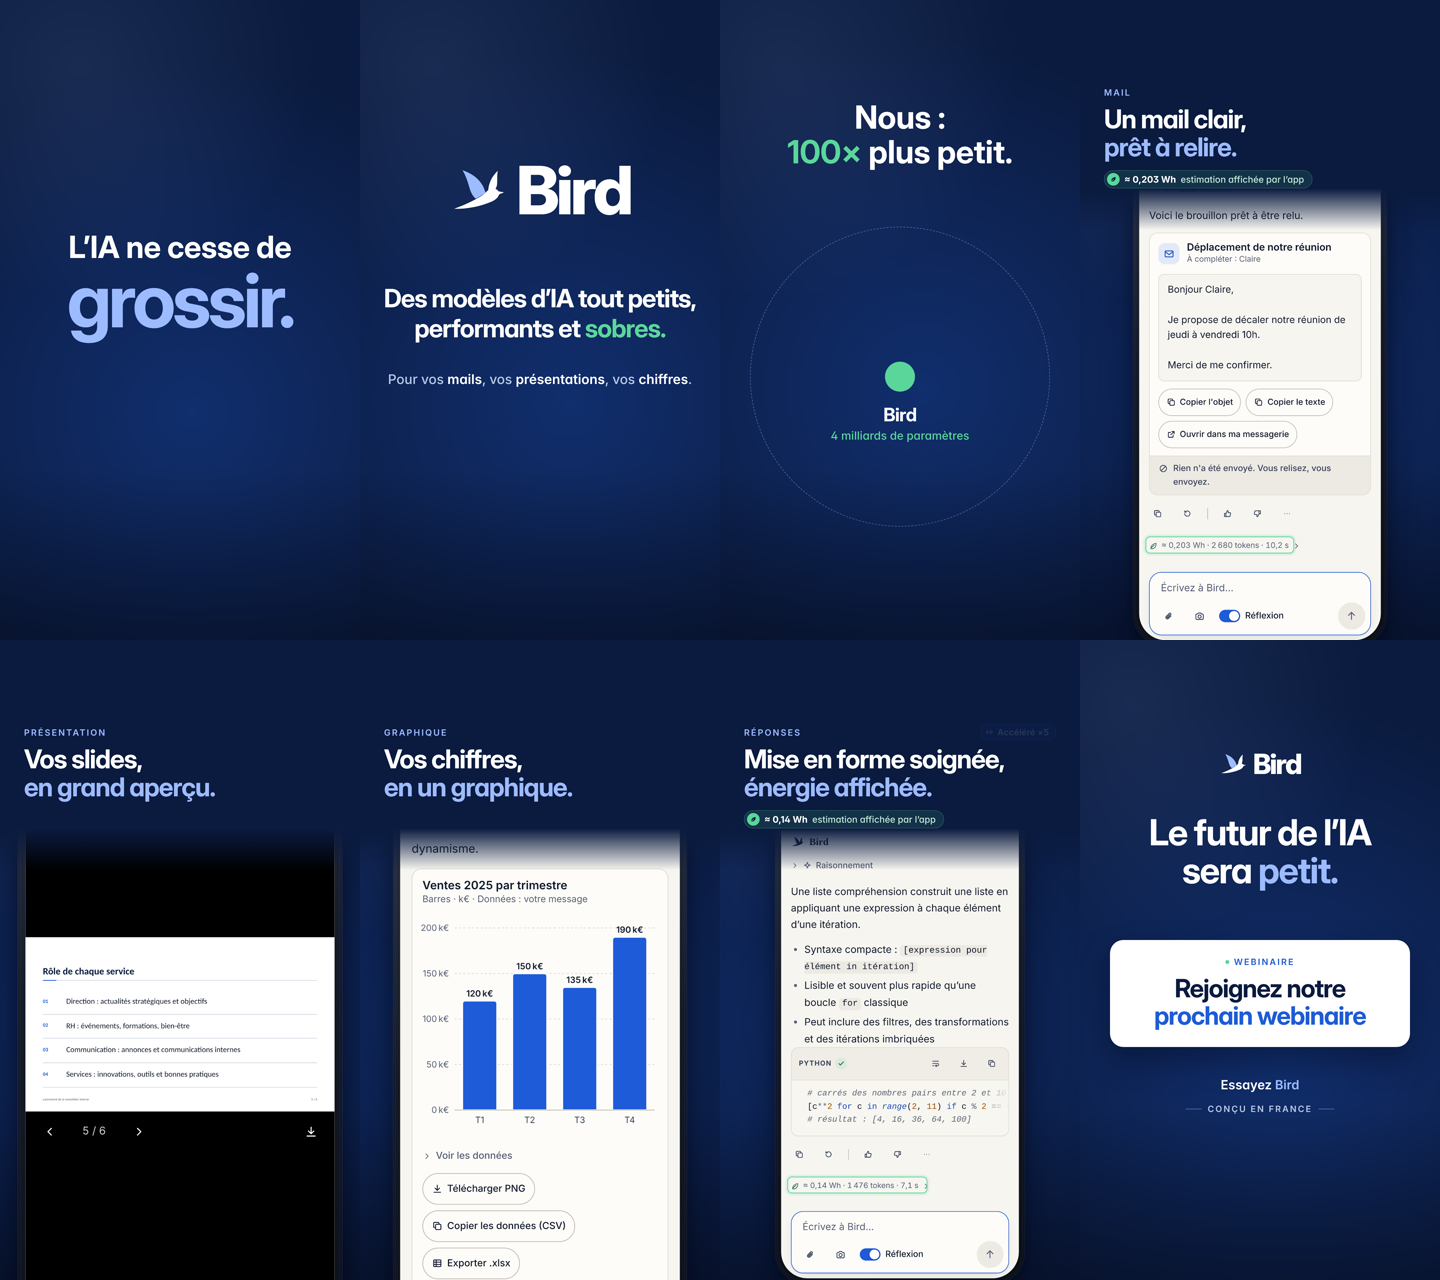 L'IA ne cesse de
grossir.
Bird
Des modèles d'IA tout petits,
performants et sobres.
Pour vos mails, vos présentations, vos chiffres.
Nous :
100× plus petit.
Bird
4 milliards de paramètres
MAIL
Un mail clair,
prêt à relire.
≈ 0,203 Wh estimation affichée par l'app
Voici le brouillon prêt à être relu.
Déplacement de notre réunion
À compléter : Claire
Bonjour Claire,
Je propose de décaler notre réunion de
jeudi à vendredi 10h.
Merci de me confirmer.
Copier l'objet
Copier le texte
Ouvrir dans ma messagerie
Rien n'a été envoyé. Vous relisez, vous
envoyez.
≈ 0,203 Wh · 2 680 tokens · 10,2 s
Écrivez à Bird...
Réflexion
PRÉSENTATION
Vos slides,
en grand aperçu.
Rôle de chaque service
01 Direction : actualités stratégiques et objectifs
02 RH : événements, formations, bien-être
03 Communication : annonces et communications internes
04 Services : innovations, outils et bonnes pratiques
5 / 6
GRAPHIQUE
Vos chiffres,
en un graphique.
dynamisme.
Ventes 2025 par trimestre
Barres · k€ · Données : votre message
200 k€
190 k€
150 k€
150 k€
135 k€
120 k€
100 k€
50 k€
0 k€
T1 T2 T3 T4
Voir les données
Télécharger PNG
Copier les données (CSV)
Exporter .xlsx
RÉPONSES
Accéléré ×5
Mise en forme soignée,
énergie affichée.
≈ 0,14 Wh estimation affichée par l'app
Bird
Raisonnement
Une liste compréhension construit une liste en
appliquant une expression à chaque élément
d'une itération.
• Syntaxe compacte : [expression pour
élément in itération]
• Lisible et souvent plus rapide qu'une
boucle for classique
• Peut inclure des filtres, des transformations
et des itérations imbriquées
PYTHON
# carrés des nombres pairs entre 2 et 10
[c**2 for c in range(2, 11) if c % 2 ==
# résultat : [4, 16, 36, 64, 100]
≈ 0,14 Wh · 1 476 tokens · 7,1 s
Écrivez à Bird...
Réflexion
Bird
Le futur de l'IA
sera petit.
WEBINAIRE
Rejoignez notre
prochain webinaire
Essayez Bird
CONÇU EN FRANCE